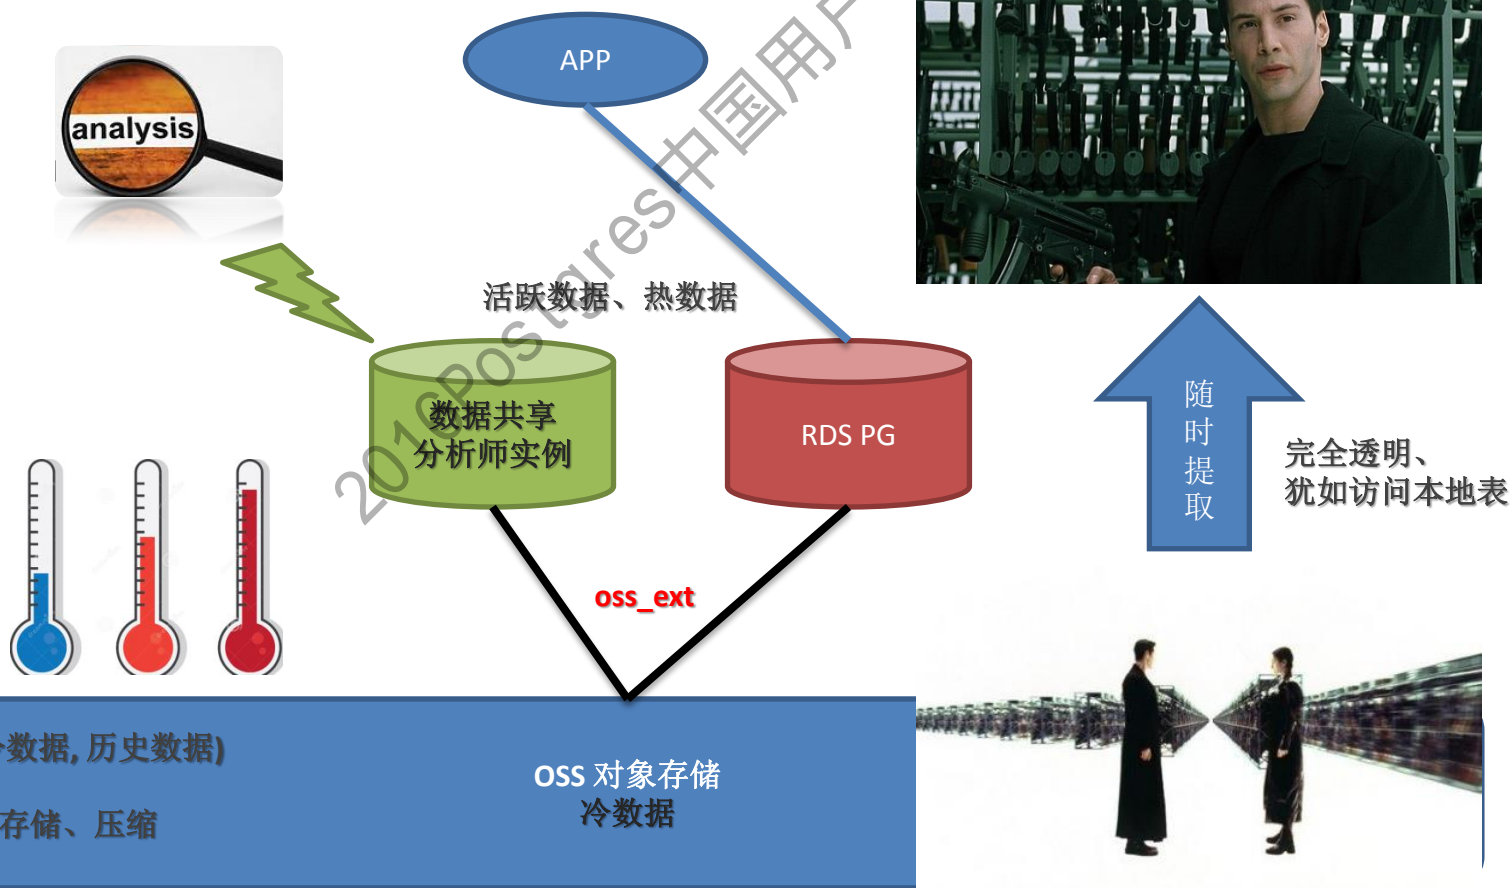 APP
analysis
2016Postgres中国用户
活跃数据、热数据
数据共享
分析师实例
RDS PG
随
时
提
取
完全透明、
犹如访问本地表
oss_ext
数据, 历史数据)
存储、压缩
OSS 对象存储
冷数据